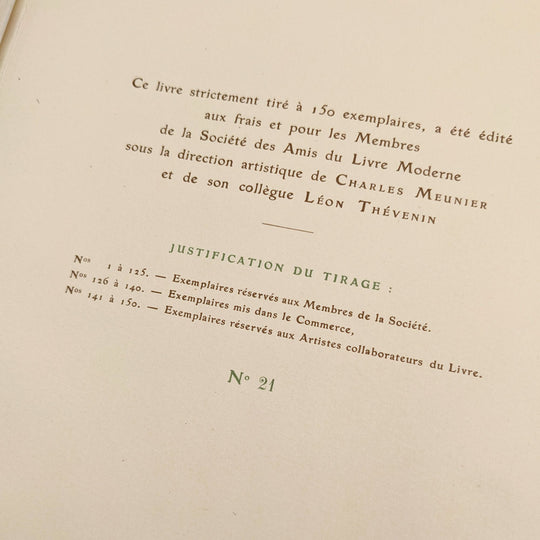 Ce livre strictement tiré à 150 exemplaires, a été édité
aux frais et pour les Membres
de la Société des Amis du Livre Moderne
sous la direction artistique de CHARLES MEUNIER
et de son collègue LÉON THÉVENIN
JUSTIFICATION DU TIRAGE :
Nos 1 à 125. — Exemplaires réservés aux Membres de la Société.
Nos 126 à 140. — Exemplaires mis dans le Commerce,
Nos 141 à 150. — Exemplaires réservés aux Artistes collaborateurs du Livre.
No 21